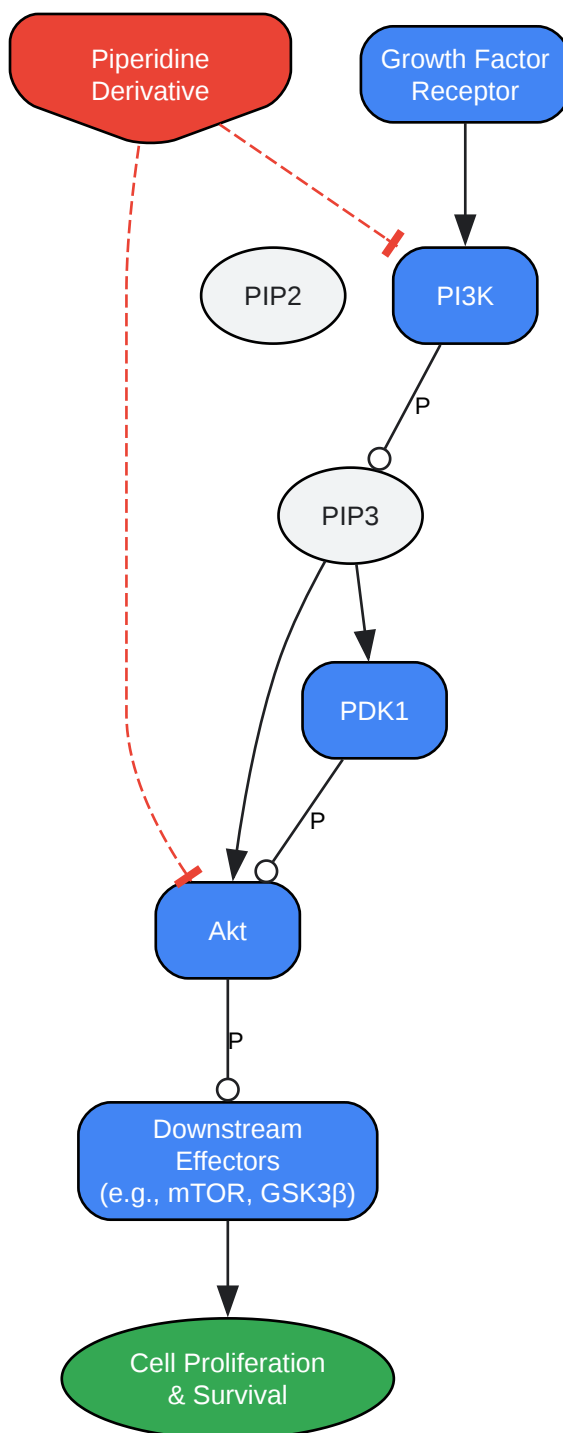 Piperidine
Derivative
Growth Factor
Receptor
PIP2
PI3K
P
PIP3
PDK1
P
Akt
P
Downstream
Effectors
(e.g., mTOR, GSK3β)
Cell Proliferation
& Survival